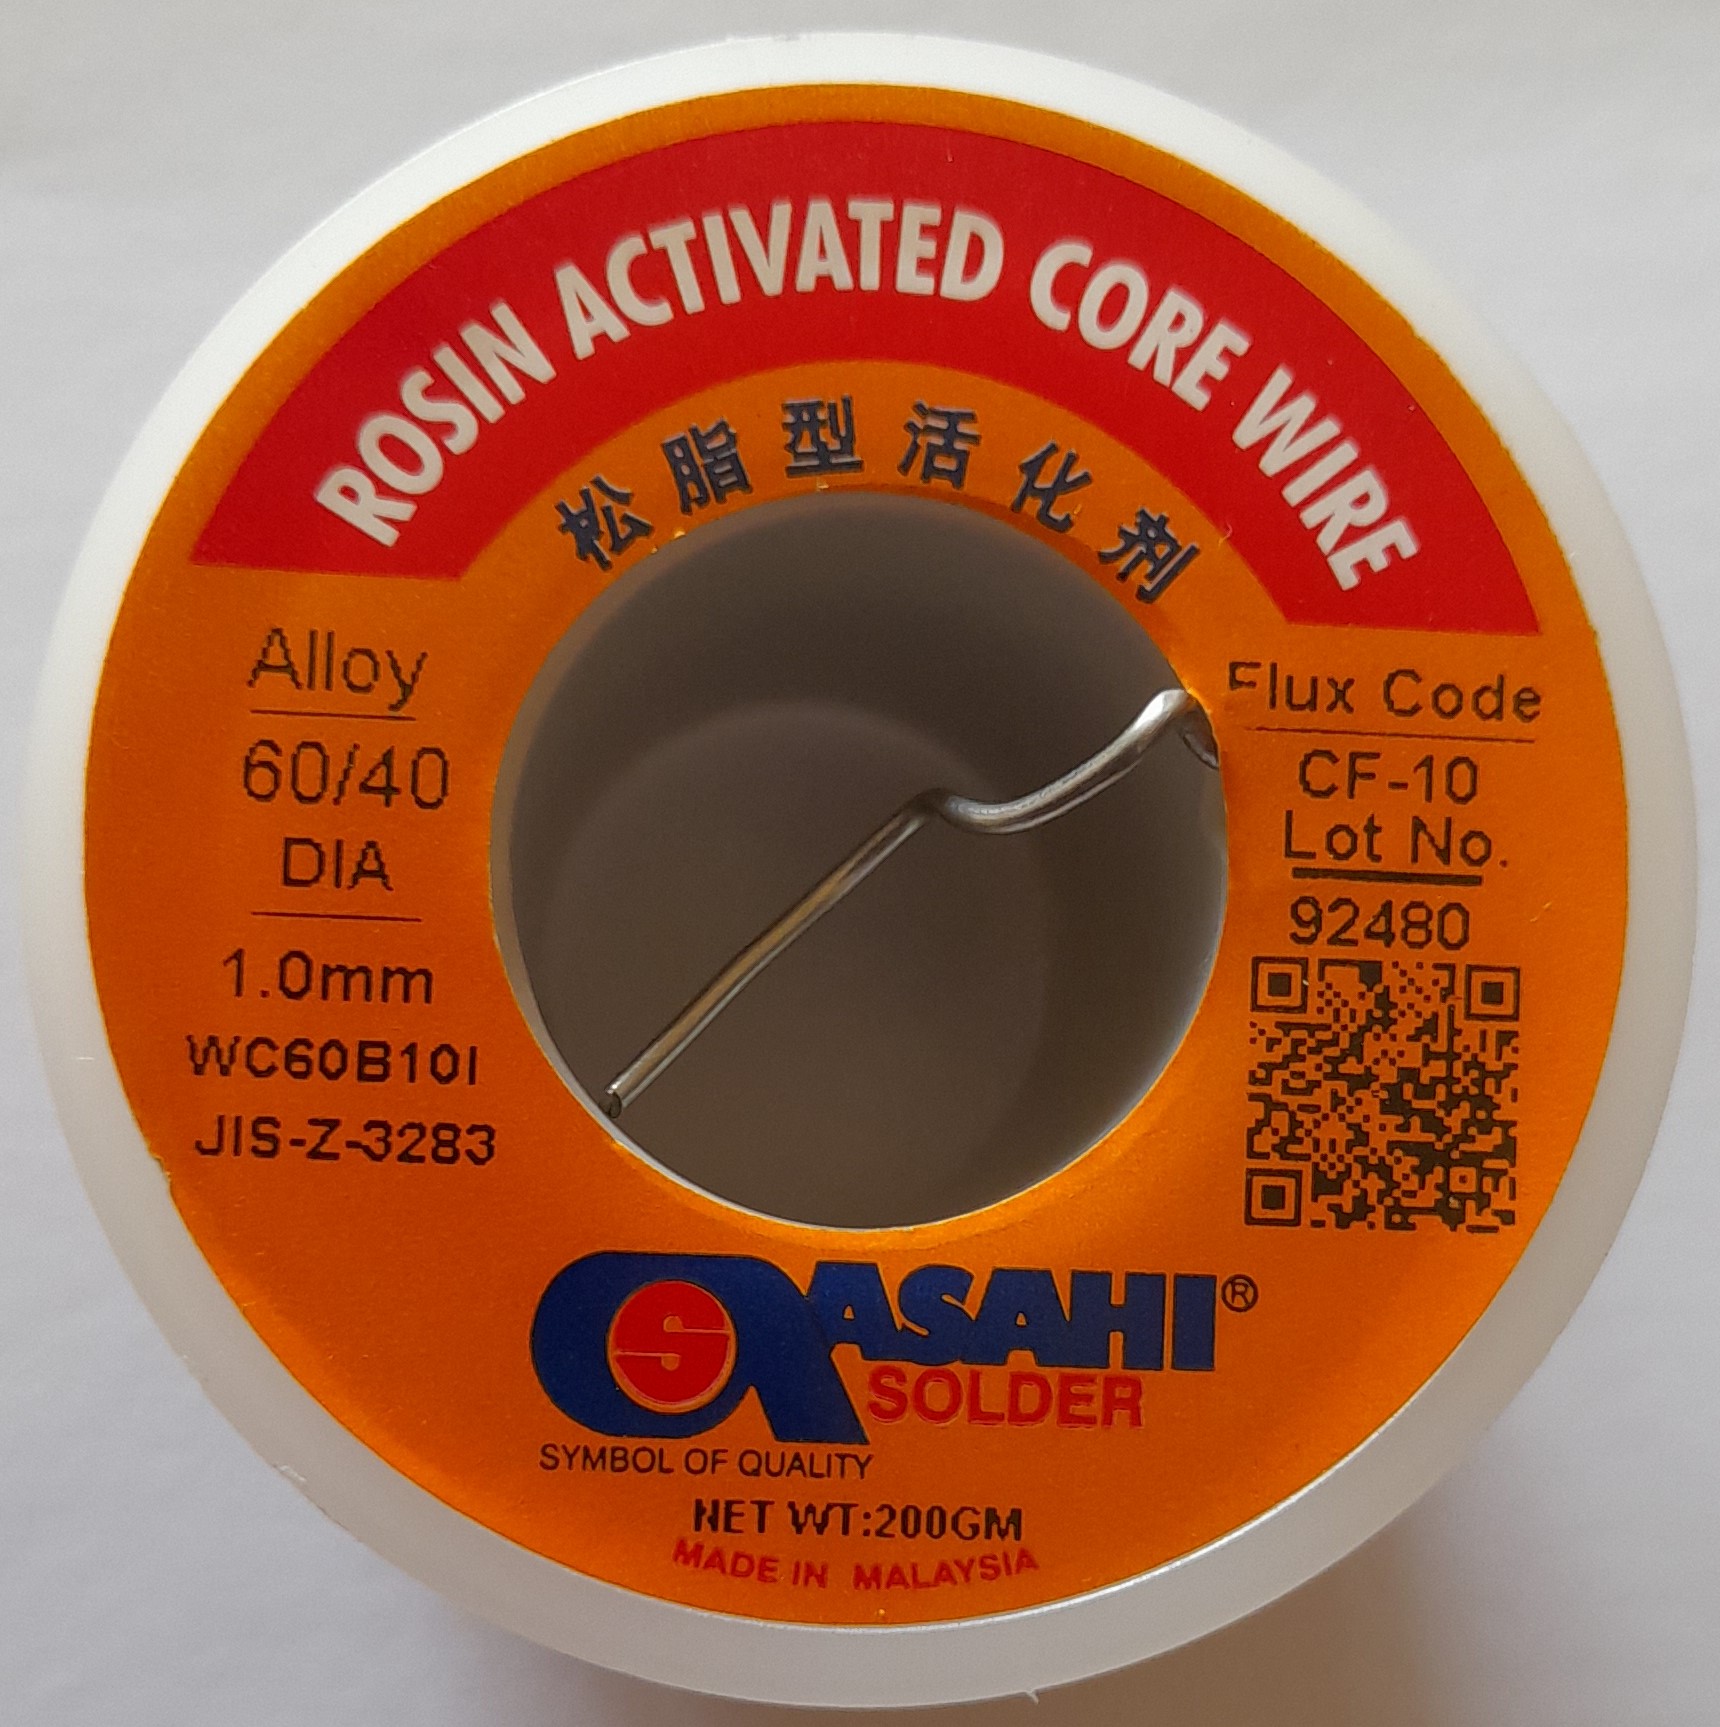 ROSIN ACTIVATED CORE WIRE
松脂型活化剂
Alloy
60/40
DIA
1.0mm
WC60B10I
JIS-Z-3283
Flux Code
CF-10
Lot No.
92480
S
ASAHI®
SOLDER
SYMBOL OF QUALITY
NET WT:200GM
MADE IN MALAYSIA